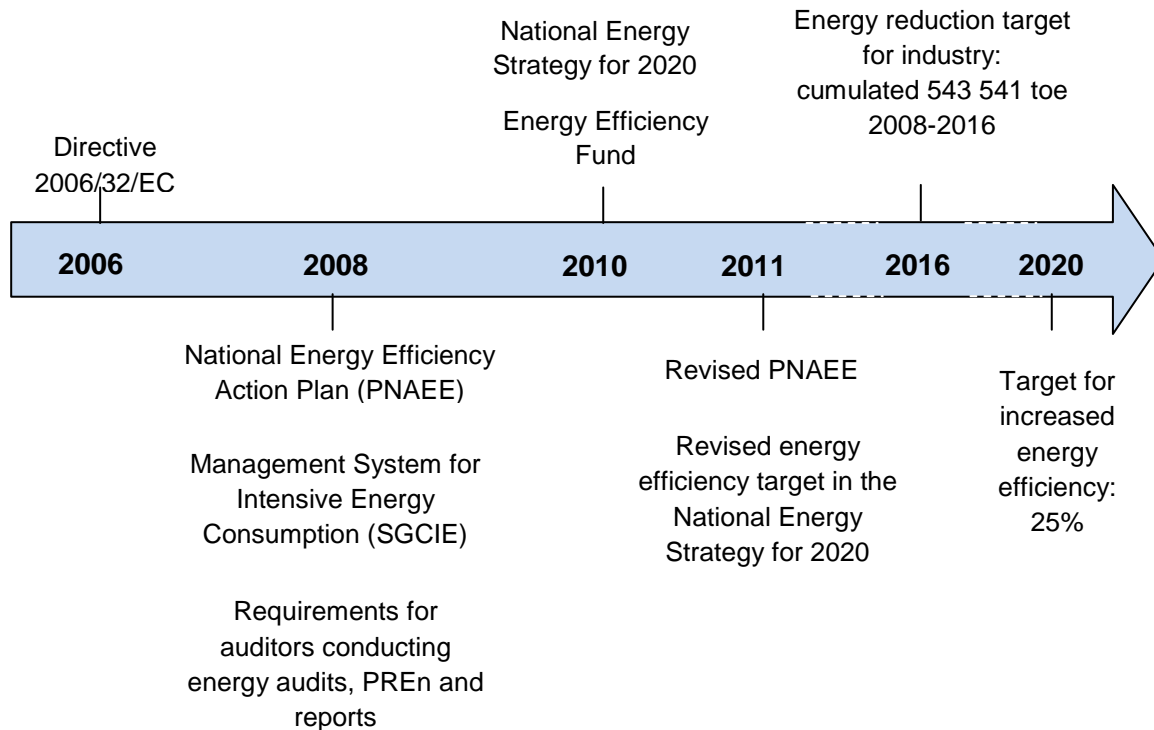 National Energy
Strategy for 2020
Energy Efficiency
Fund
Energy reduction target
for industry:
cumulated 543 541 toe
2008-2016
Directive
2006/32/EC
2006
2008
2010
2011
2016
2020
National Energy Efficiency
Action Plan (PNAEE)
Management System for
Intensive Energy
Consumption (SGCIE)
Requirements for
auditors conducting
energy audits, PREn and
reports
Revised PNAEE
Revised energy
efficiency target in the
National Energy
Strategy for 2020
Target for
increased
energy
efficiency:
25%